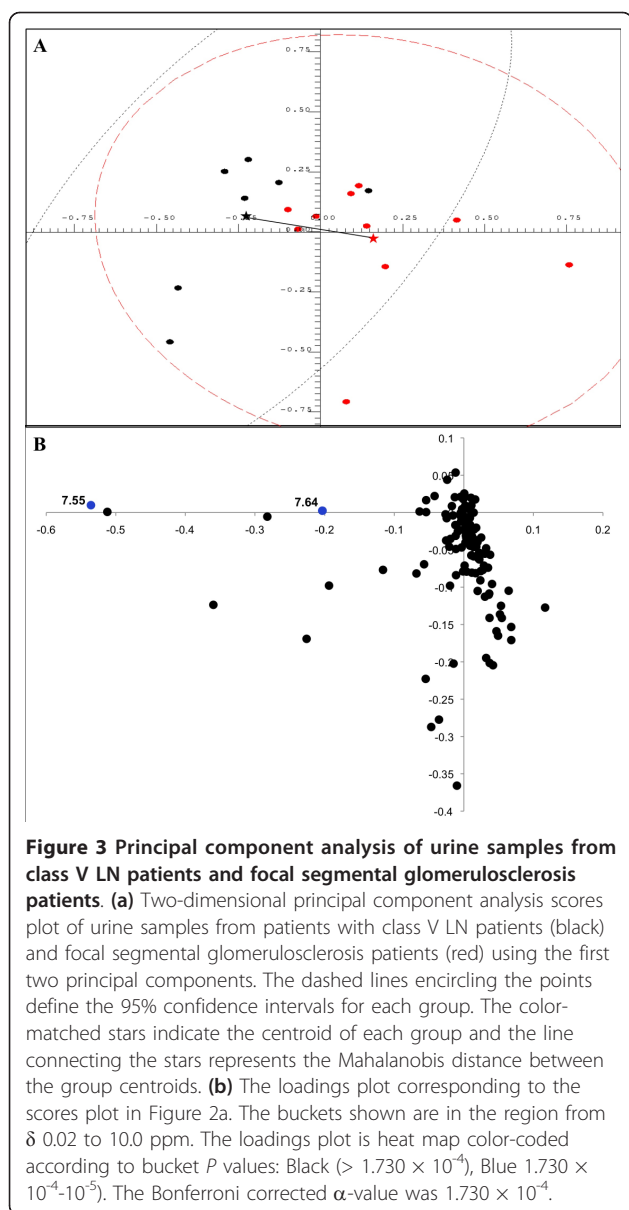 A
0.75
0.50
0.25
-0.75 -0.50 -0.25 0.00 0.25 0.50 0.75
-0.25
-0.50
-0.75
B
0.1
7.55 7.64 0.05
-0.6 -0.5 -0.4 -0.3 -0.2 -0.1 0.1 0.2
-0.05
-0.1
-0.15
-0.2
-0.25
-0.3
-0.35
-0.4
Figure 3 Principal component analysis of urine samples from
class V LN patients and focal segmental glomerulosclerosis
patients. (a) Two-dimensional principal component analysis scores
plot of urine samples from patients with class V LN patients (black)
and focal segmental glomerulosclerosis patients (red) using the first
two principal components. The dashed lines encircling the points
define the 95% confidence intervals for each group. The color-
matched stars indicate the centroid of each group and the line
connecting the stars represents the Mahalanobis distance between
the group centroids. (b) The loadings plot corresponding to the
scores plot in Figure 2a. The buckets shown are in the region from
δ 0.02 to 10.0 ppm. The loadings plot is heat map color-coded
according to bucket P values: Black (> 1.730 × 10⁻⁴), Blue 1.730 ×
10⁻⁴-10⁻⁵). The Bonferroni corrected α-value was 1.730 × 10⁻⁴.